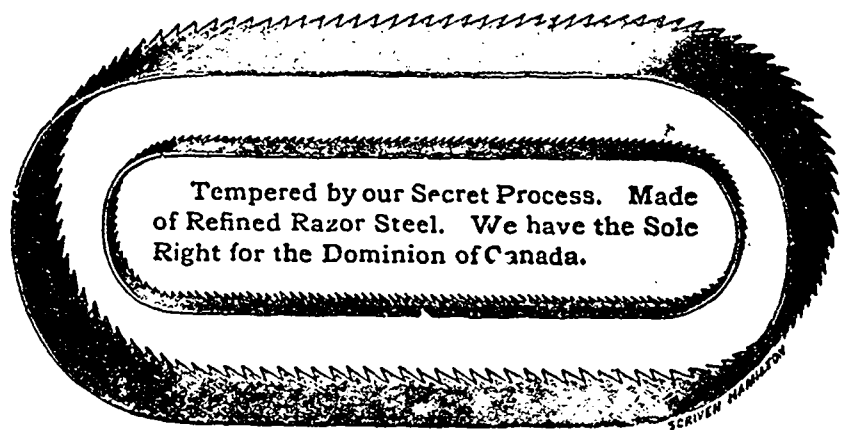 Tempered by our Secret Process. Made
of Refined Razor Steel. We have the Sole
Right for the Dominion of Canada.
SCRIVEN HAMILTON